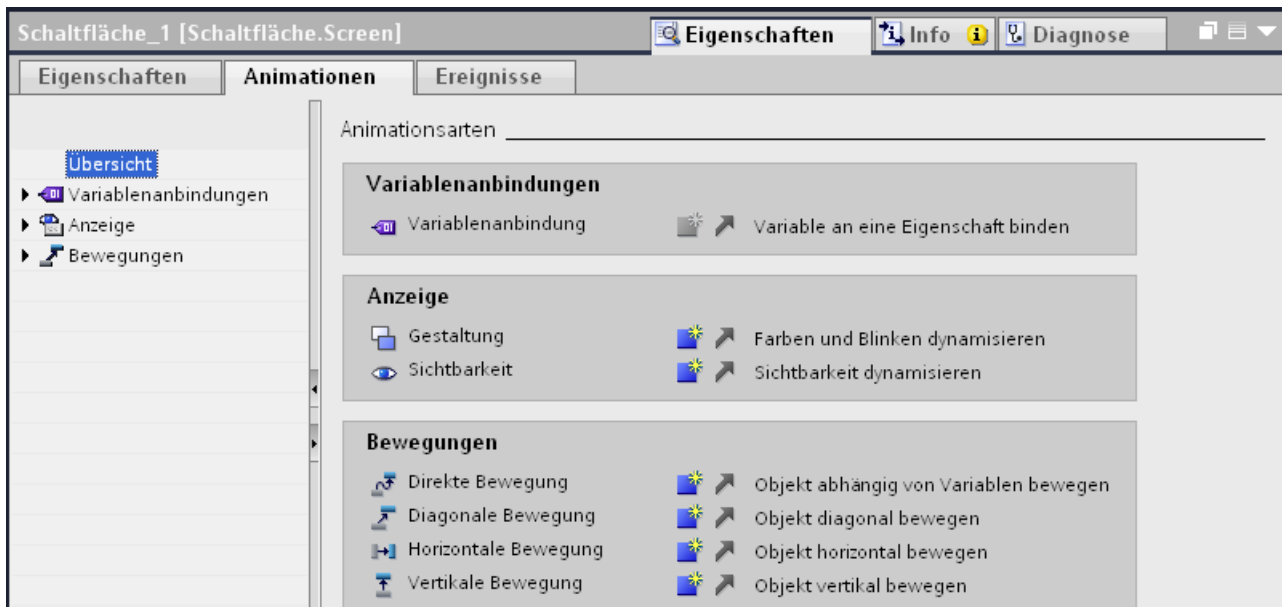 Schaltfläche_1 [Schaltfläche.Screen]
Eigenschaften
Info
Diagnose
Eigenschaften
Animationen
Ereignisse
Übersicht
Variablenanbindungen
Anzeige
Bewegungen
Animationsarten
Variablenanbindungen
Variablenanbindung Variable an eine Eigenschaft binden
Anzeige
Gestaltung Farben und Blinken dynamisieren
Sichtbarkeit Sichtbarkeit dynamisieren
Bewegungen
Direkte Bewegung Objekt abhängig von Variablen bewegen
Diagonale Bewegung Objekt diagonal bewegen
Horizontale Bewegung Objekt horizontal bewegen
Vertikale Bewegung Objekt vertikal bewegen